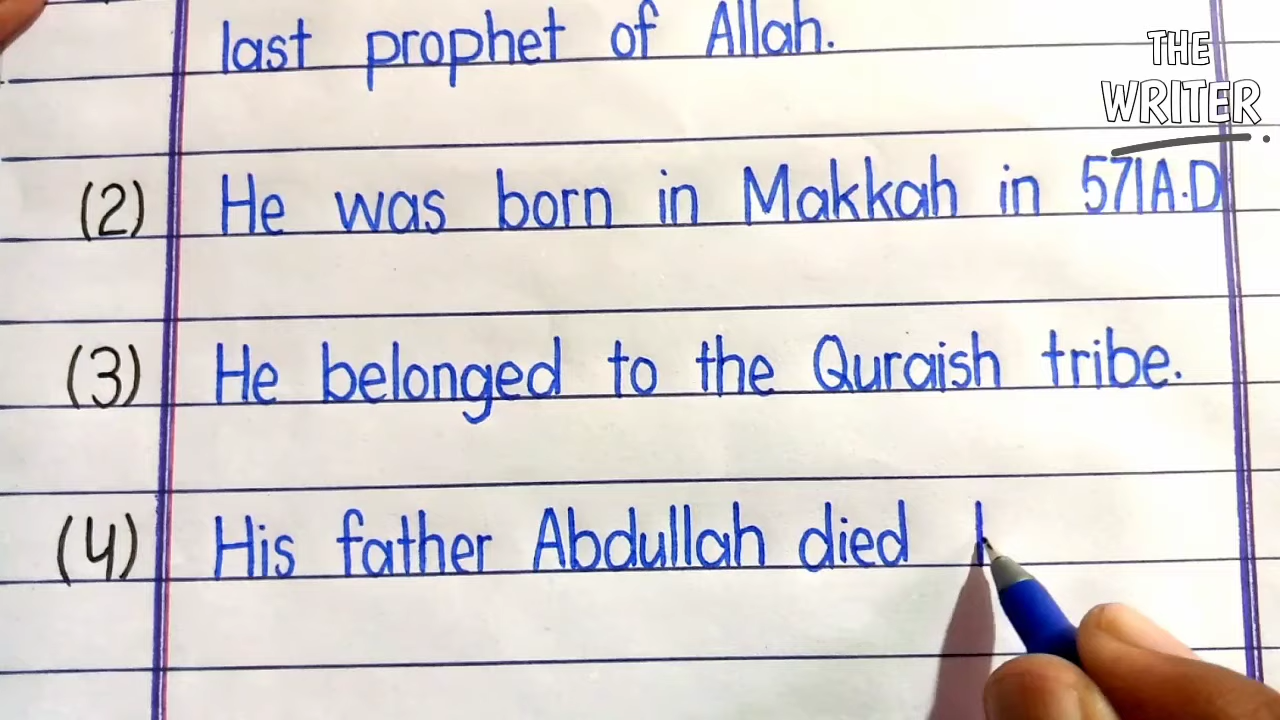 last prophet of Allah.
THE
WRITER
(2) He was born in Makkah in 571A.D
(3) He belonged to the Quraish tribe.
(4) His father Abdullah died